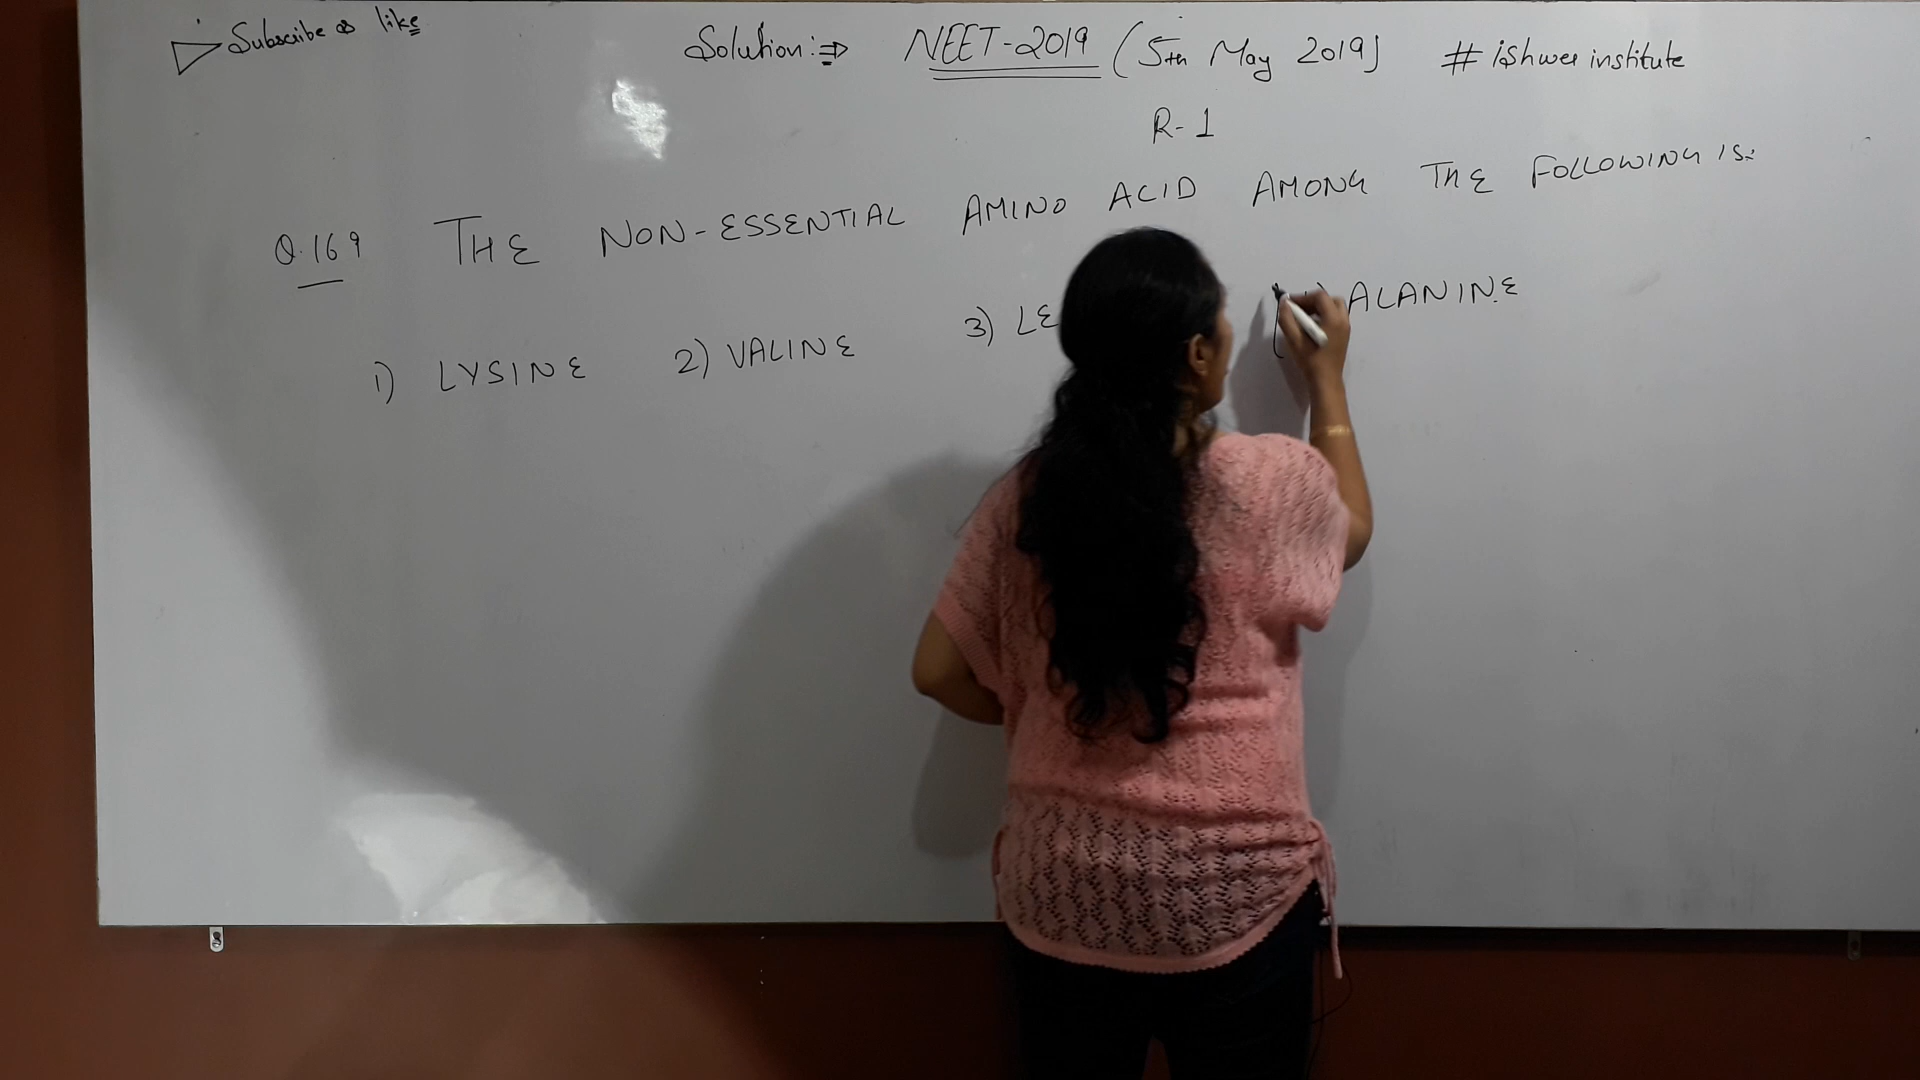 Subscribe & like
Solution:⇒ NEET-2019 (5th May 2019) # ishwer institute
R-1
Q.169 THE NON-ESSENTIAL AMINO ACID AMONG THE FOLLOWING IS:
1) LYSINE 2) VALINE 3) LE ALANINE